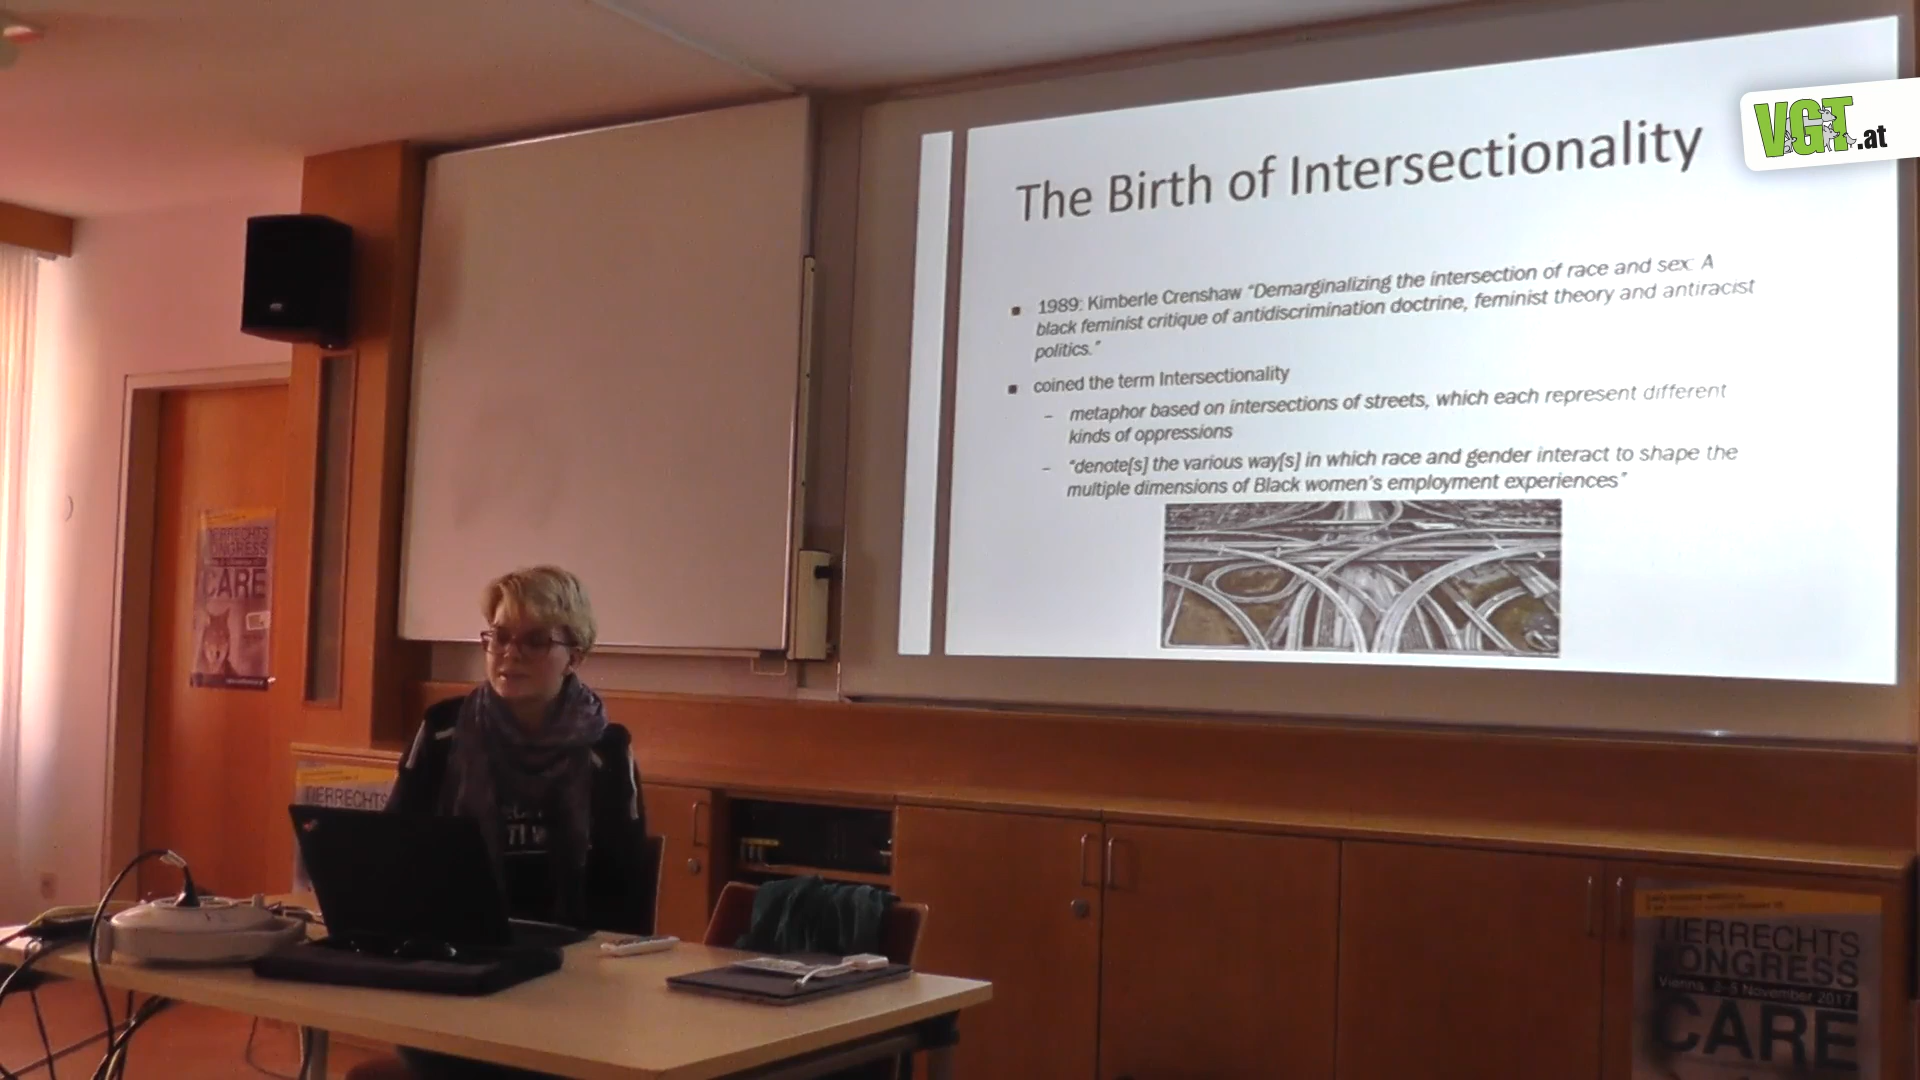 VGT.at
The Birth of Intersectionality
▪ 1989: Kimberle Crenshaw “Demarginalizing the intersection of race and sex: A
black feminist critique of antidiscrimination doctrine, feminist theory and antiracist
politics.”
▪ coined the term Intersectionality
– metaphor based on intersections of streets, which each represent different
kinds of oppressions
– “denote[s] the various way[s] in which race and gender interact to shape the
multiple dimensions of Black women’s employment experiences”
TIERRECHTS
KONGRESS
CARE
TIERRECHTS
TIERRECHTS
KONGRESS
Vienna, 2-5 November 2017
CARE